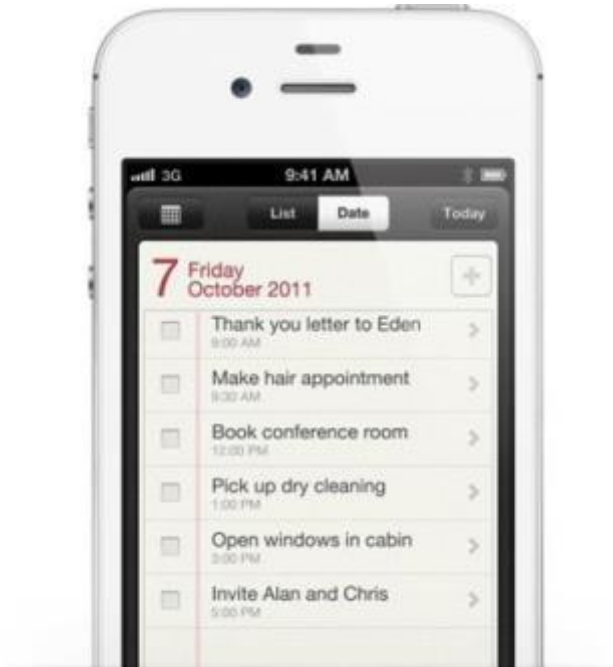 3G 9:41 AM
List Date Today
7 Friday
October 2011
Thank you letter to Eden
9:00 AM
Make hair appointment
9:30 AM
Book conference room
12:00 PM
Pick up dry cleaning
1:00 PM
Open windows in cabin
3:00 PM
Invite Alan and Chris
5:00 PM